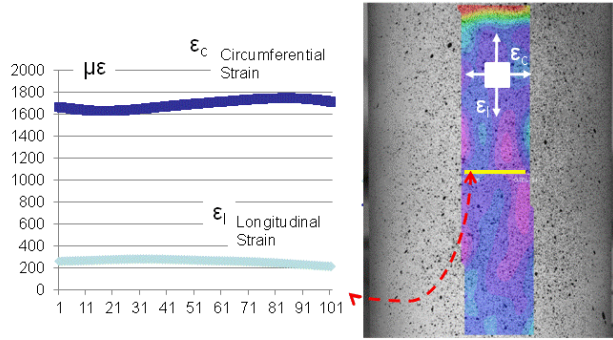 με
εc Circumferential
Strain
2000
1800
1600
1400
1200
1000
800
600
400
200
0
εl Longitudinal
Strain
1 11 21 31 41 51 61 71 81 91 101
εc
εl